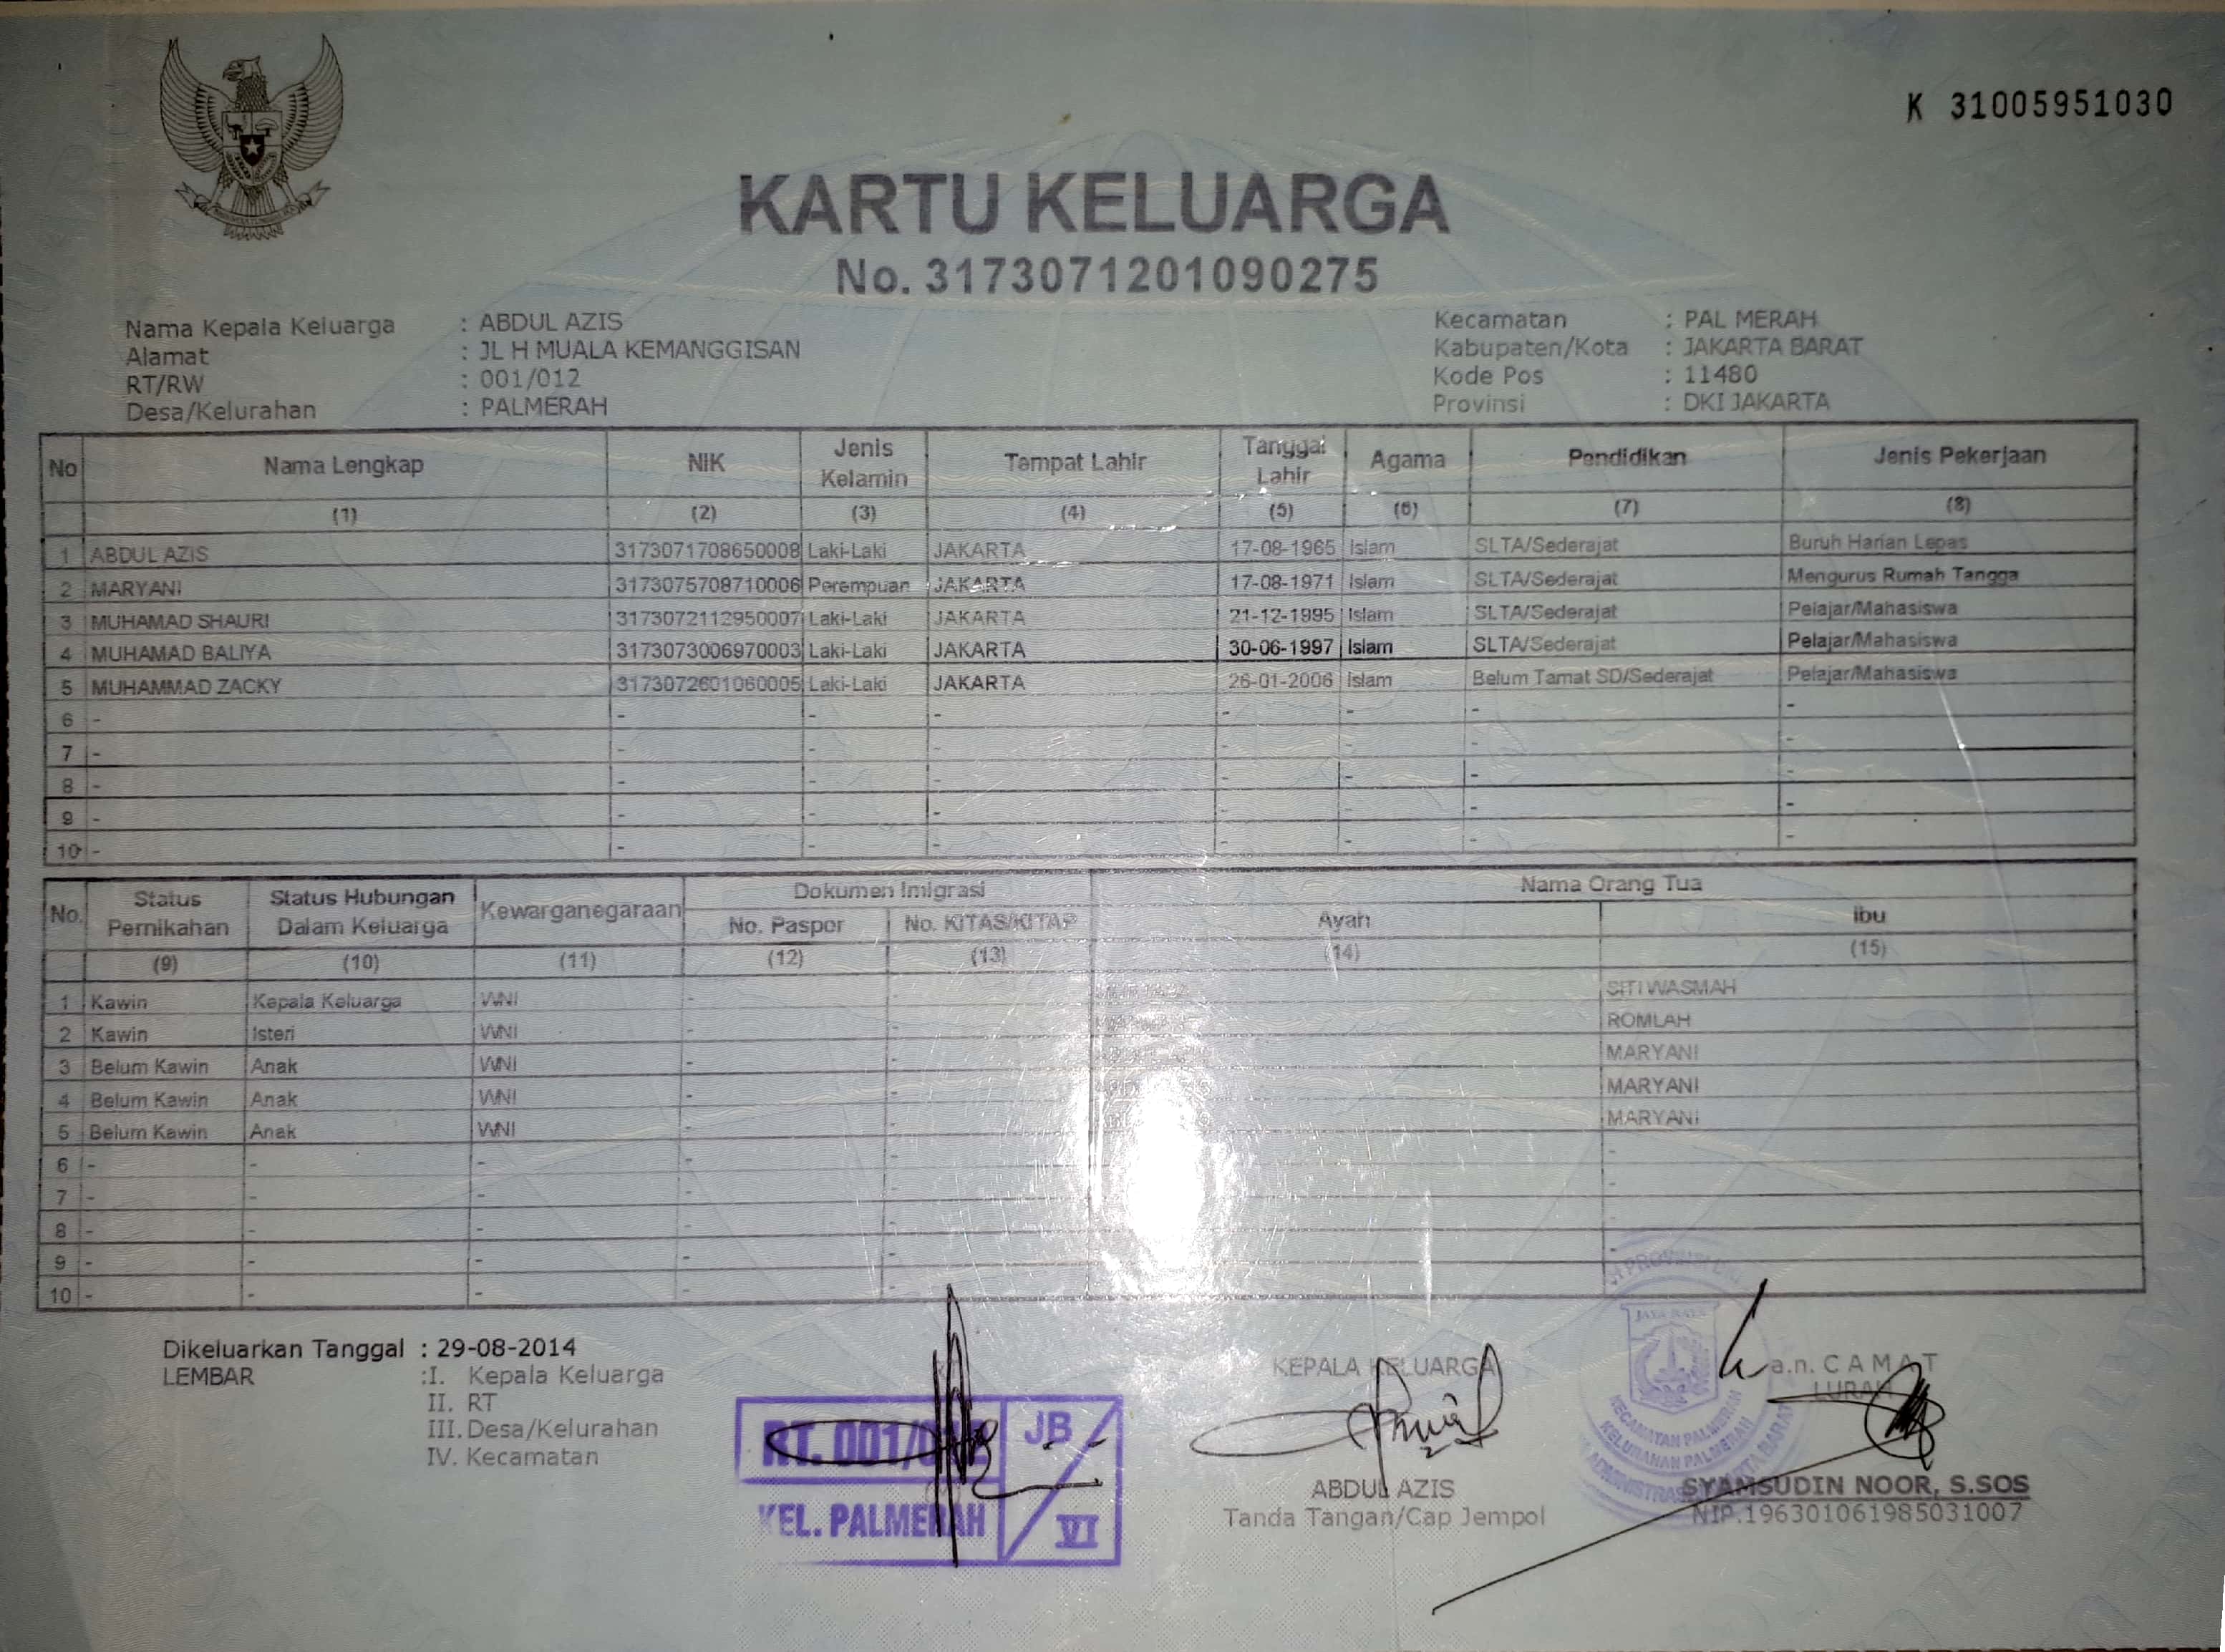 K 31005951030
KARTU KELUARGA
No. 3173071201090275
Nama Kepala Keluarga : ABDUL AZIS
Alamat : JL H MUALA KEMANGGISAN
RT/RW : 001/012
Desa/Kelurahan : PALMERAH
Kecamatan : PAL MERAH
Kabupaten/Kota : JAKARTA BARAT
Kode Pos : 11480
Provinsi : DKI JAKARTA
No Nama Lengkap NIK Jenis Kelamin Tempat Lahir Tanggal Lahir Agama Pendidikan Jenis Pekerjaan
(1) (2) (3) (4) (5) (6) (7) (8)
1 ABDUL AZIS 3173071708650008 Laki-Laki JAKARTA 17-08-1965 Islam SLTA/Sederajat Buruh Harian Lepas
2 MARYANI 3173075708710006 Perempuan JAKARTA 17-08-1971 Islam SLTA/Sederajat Mengurus Rumah Tangga
3 MUHAMAD SHAURI 3173072112950007 Laki-Laki JAKARTA 21-12-1995 Islam SLTA/Sederajat Pelajar/Mahasiswa
4 MUHAMAD BALIYA 3173073006970003 Laki-Laki JAKARTA 30-06-1997 Islam SLTA/Sederajat Pelajar/Mahasiswa
5 MUHAMMAD ZACKY 3173072601060005 Laki-Laki JAKARTA 26-01-2006 Islam Belum Tamat SD/Sederajat Pelajar/Mahasiswa
6 - - - - - - - -
7 - - - - - - - -
8 - - - - - - - -
9 - - - - - - - -
10 - - - - - - - -
No. Status Pernikahan Status Hubungan Dalam Keluarga Kewarganegaraan Dokumen Imigrasi Nama Orang Tua
No. Paspor No. KITAS/KITAP Ayah Ibu
(9) (10) (11) (12) (13) (14) (15)
1 Kawin Kepala Keluarga WNI - - SITI WASMAH
2 Kawin Isteri WNI - - ROMLAH
3 Belum Kawin Anak WNI - - MARYANI
4 Belum Kawin Anak WNI - - MARYANI
5 Belum Kawin Anak WNI - - MARYANI
6 - - - - - -
7 - - - - - -
8 - - - - - -
9 - - - - - -
10 - - - - -
Dikeluarkan Tanggal : 29-08-2014
LEMBAR :I. Kepala Keluarga
II. RT
III. Desa/Kelurahan
IV. Kecamatan
RT. 001/012 JB
KEL. PALMERAH VI
KEPALA KELUARGA
ABDUL AZIS
Tanda Tangan/Cap Jempol
JAYA RAYA
KECAMATAN PALMERAH
KELURAHAN PALMERAH
a.n. CAMAT
LURAH
SYAMSUDIN NOOR, S.SOS
NIP.196301061985031007